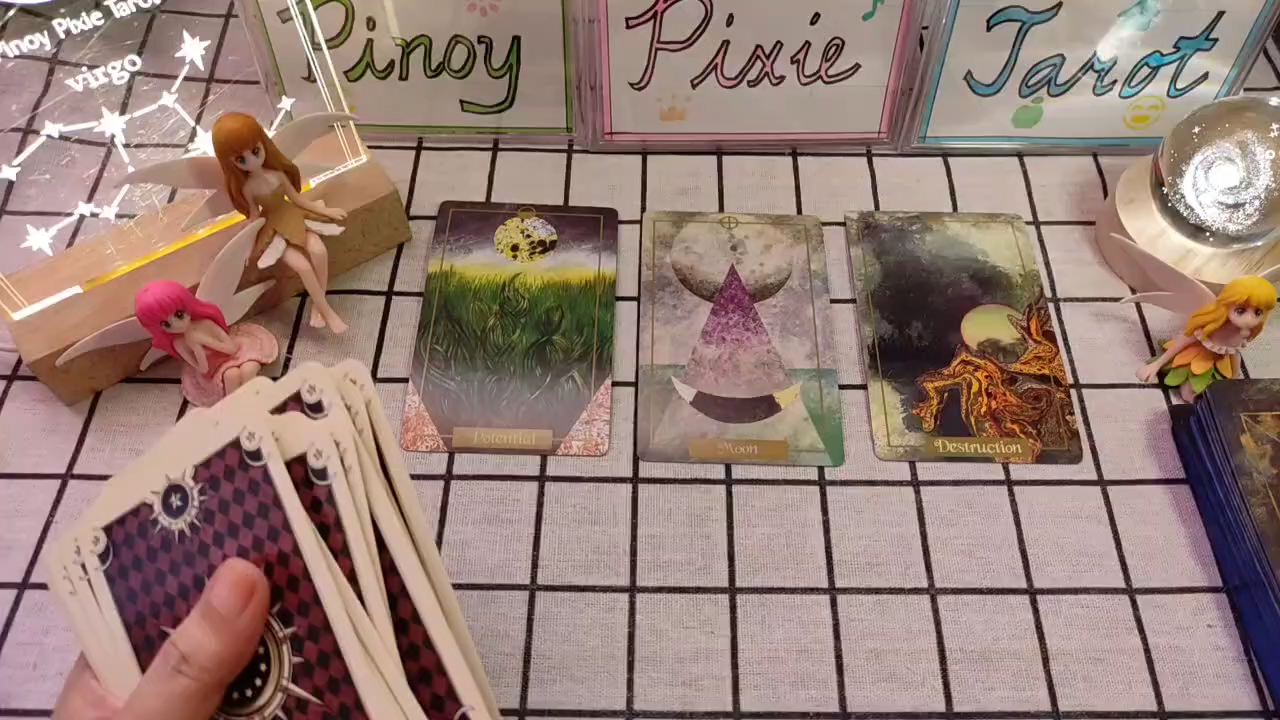 Pinoy Pixie Tarot
virgo
Pinoy
Pixie
Tarot
Potential
Moon
Destruction